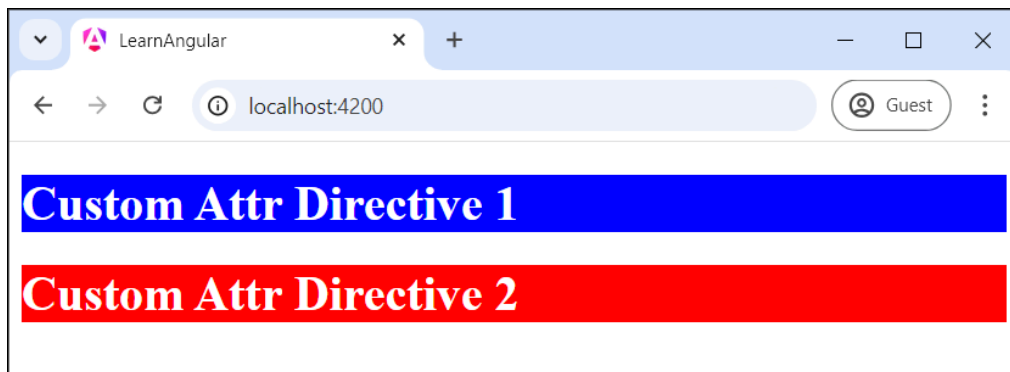 LearnAngular
localhost:4200
Guest
Custom Attr Directive 1
Custom Attr Directive 2